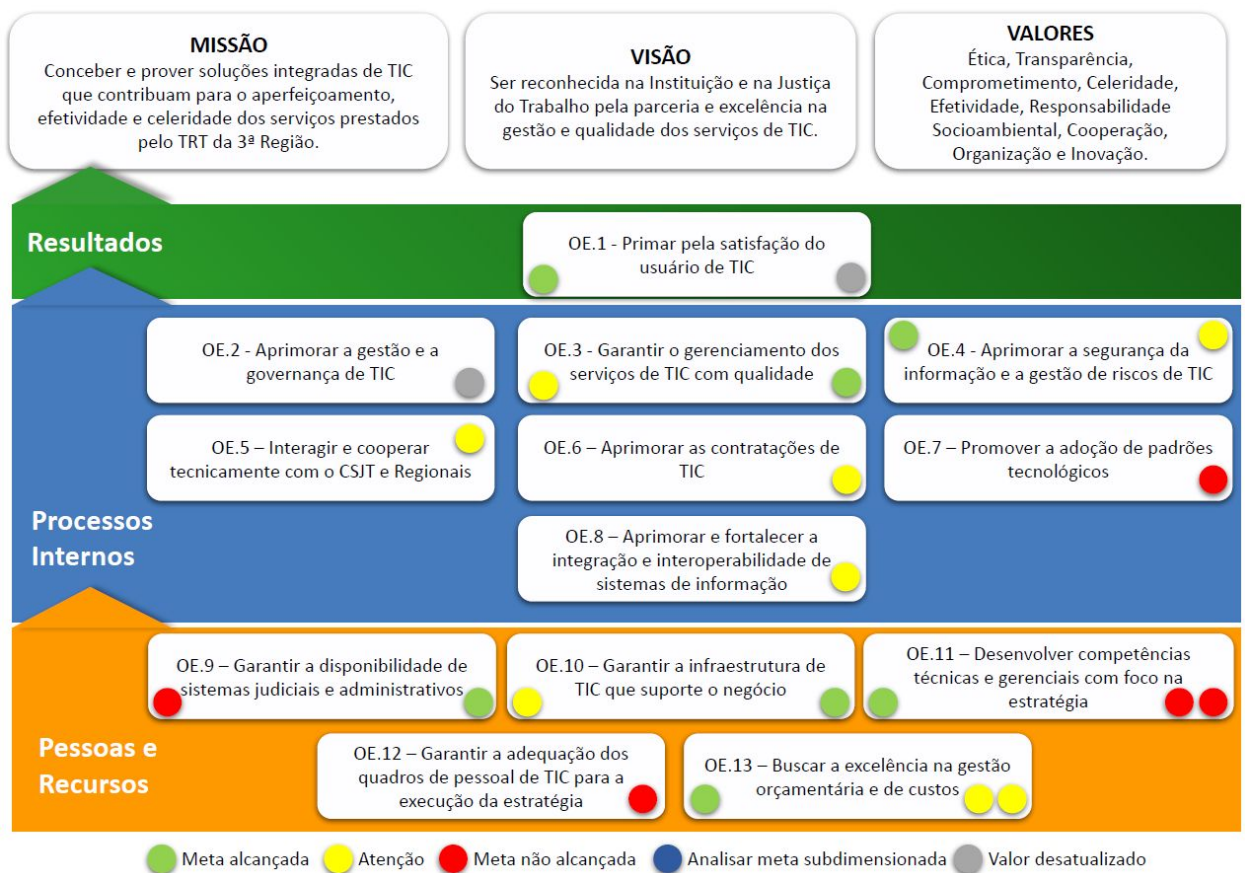 MISSÃO
Conceber e prover soluções integradas de TIC
que contribuam para o aperfeiçoamento,
efetividade e celeridade dos serviços prestados
pelo TRT da 3ª Região.
VISÃO
Ser reconhecida na Instituição e na Justiça
do Trabalho pela parceria e excelência na
gestão e qualidade dos serviços de TIC.
VALORES
Ética, Transparência,
Comprometimento, Celeridade,
Efetividade, Responsabilidade
Socioambiental, Cooperação,
Organização e Inovação.
Resultados
OE.1 - Primar pela satisfação do
usuário de TIC
Processos
Internos
OE.2 - Aprimorar a gestão e a
governança de TIC
OE.3 - Garantir o gerenciamento dos
serviços de TIC com qualidade
OE.4 - Aprimorar a segurança da
informação e a gestão de riscos de TIC
OE.5 – Interagir e cooperar
tecnicamente com o CSJT e Regionais
OE.6 – Aprimorar as contratações de
TIC
OE.7 – Promover a adoção de padrões
tecnológicos
OE.8 – Aprimorar e fortalecer a
integração e interoperabilidade de
sistemas de informação
Pessoas e
Recursos
OE.9 – Garantir a disponibilidade de
sistemas judiciais e administrativos
OE.10 – Garantir a infraestrutura de
TIC que suporte o negócio
OE.11 – Desenvolver competências
técnicas e gerenciais com foco na
estratégia
OE.12 – Garantir a adequação dos
quadros de pessoal de TIC para a
execução da estratégia
OE.13 – Buscar a excelência na gestão
orçamentária e de custos
Meta alcançada
Atenção
Meta não alcançada
Analisar meta subdimensionada
Valor desatualizado